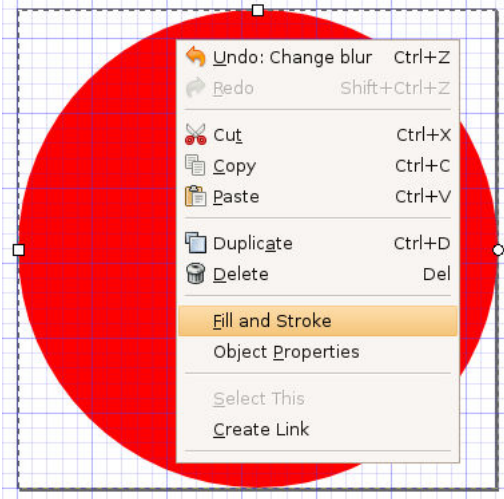 Undo: Change blur Ctrl+Z
Redo Shift+Ctrl+Z
Cut Ctrl+X
Copy Ctrl+C
Paste Ctrl+V
Duplicate Ctrl+D
Delete Del
Fill and Stroke
Object Properties
Select This
Create Link